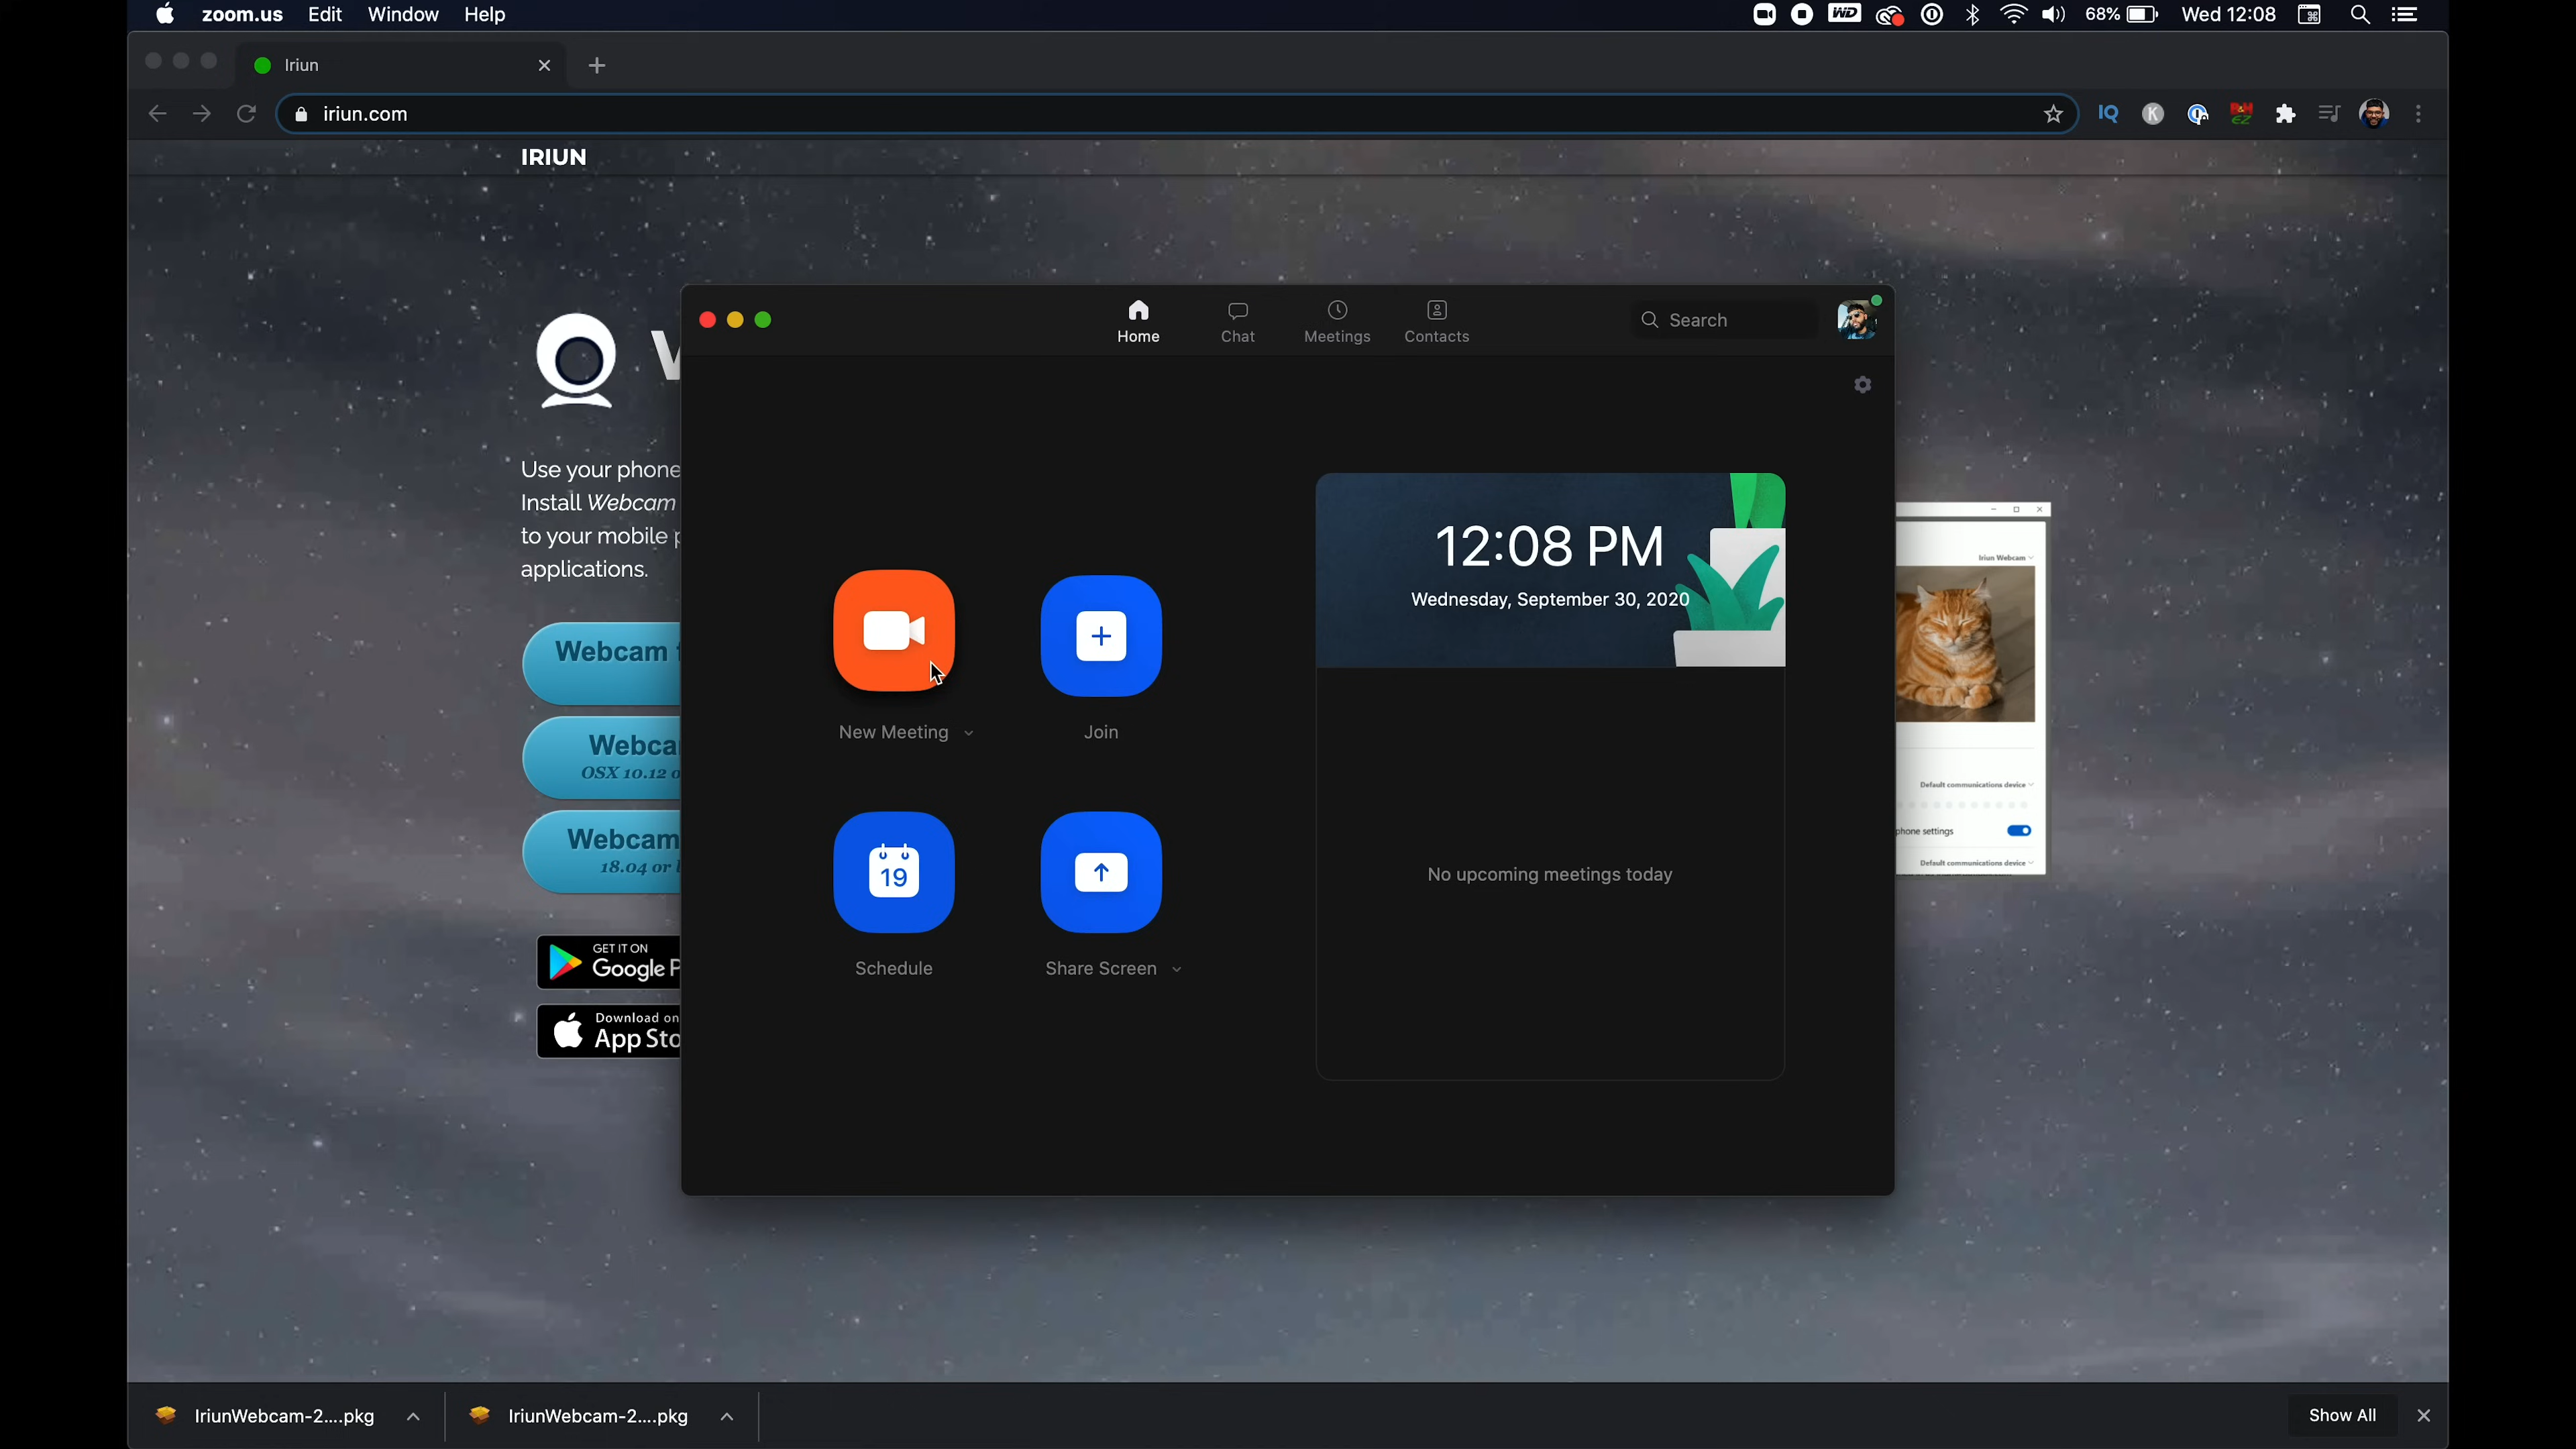 zoom.us Edit Window Help
WD
68%
Wed 12:08
Iriun
iriun.com
IQ
K
IRIUN
Home
Chat
Meetings
Contacts
Search
Use your phone
Install Webcam
to your mobile
applications.
12:08 PM
Wednesday, September 30, 2020
Iriun Webcam
Webcam
New Meeting
Join
Webca
OSX 10.12 o
Default communications device
phone settings
Webcam
18.04 or
Default communications device
19
No upcoming meetings today
GET IT ON
Google P
Schedule
Share Screen
Download on
App Sto
IriunWebcam-2....pkg
IriunWebcam-2....pkg
Show All